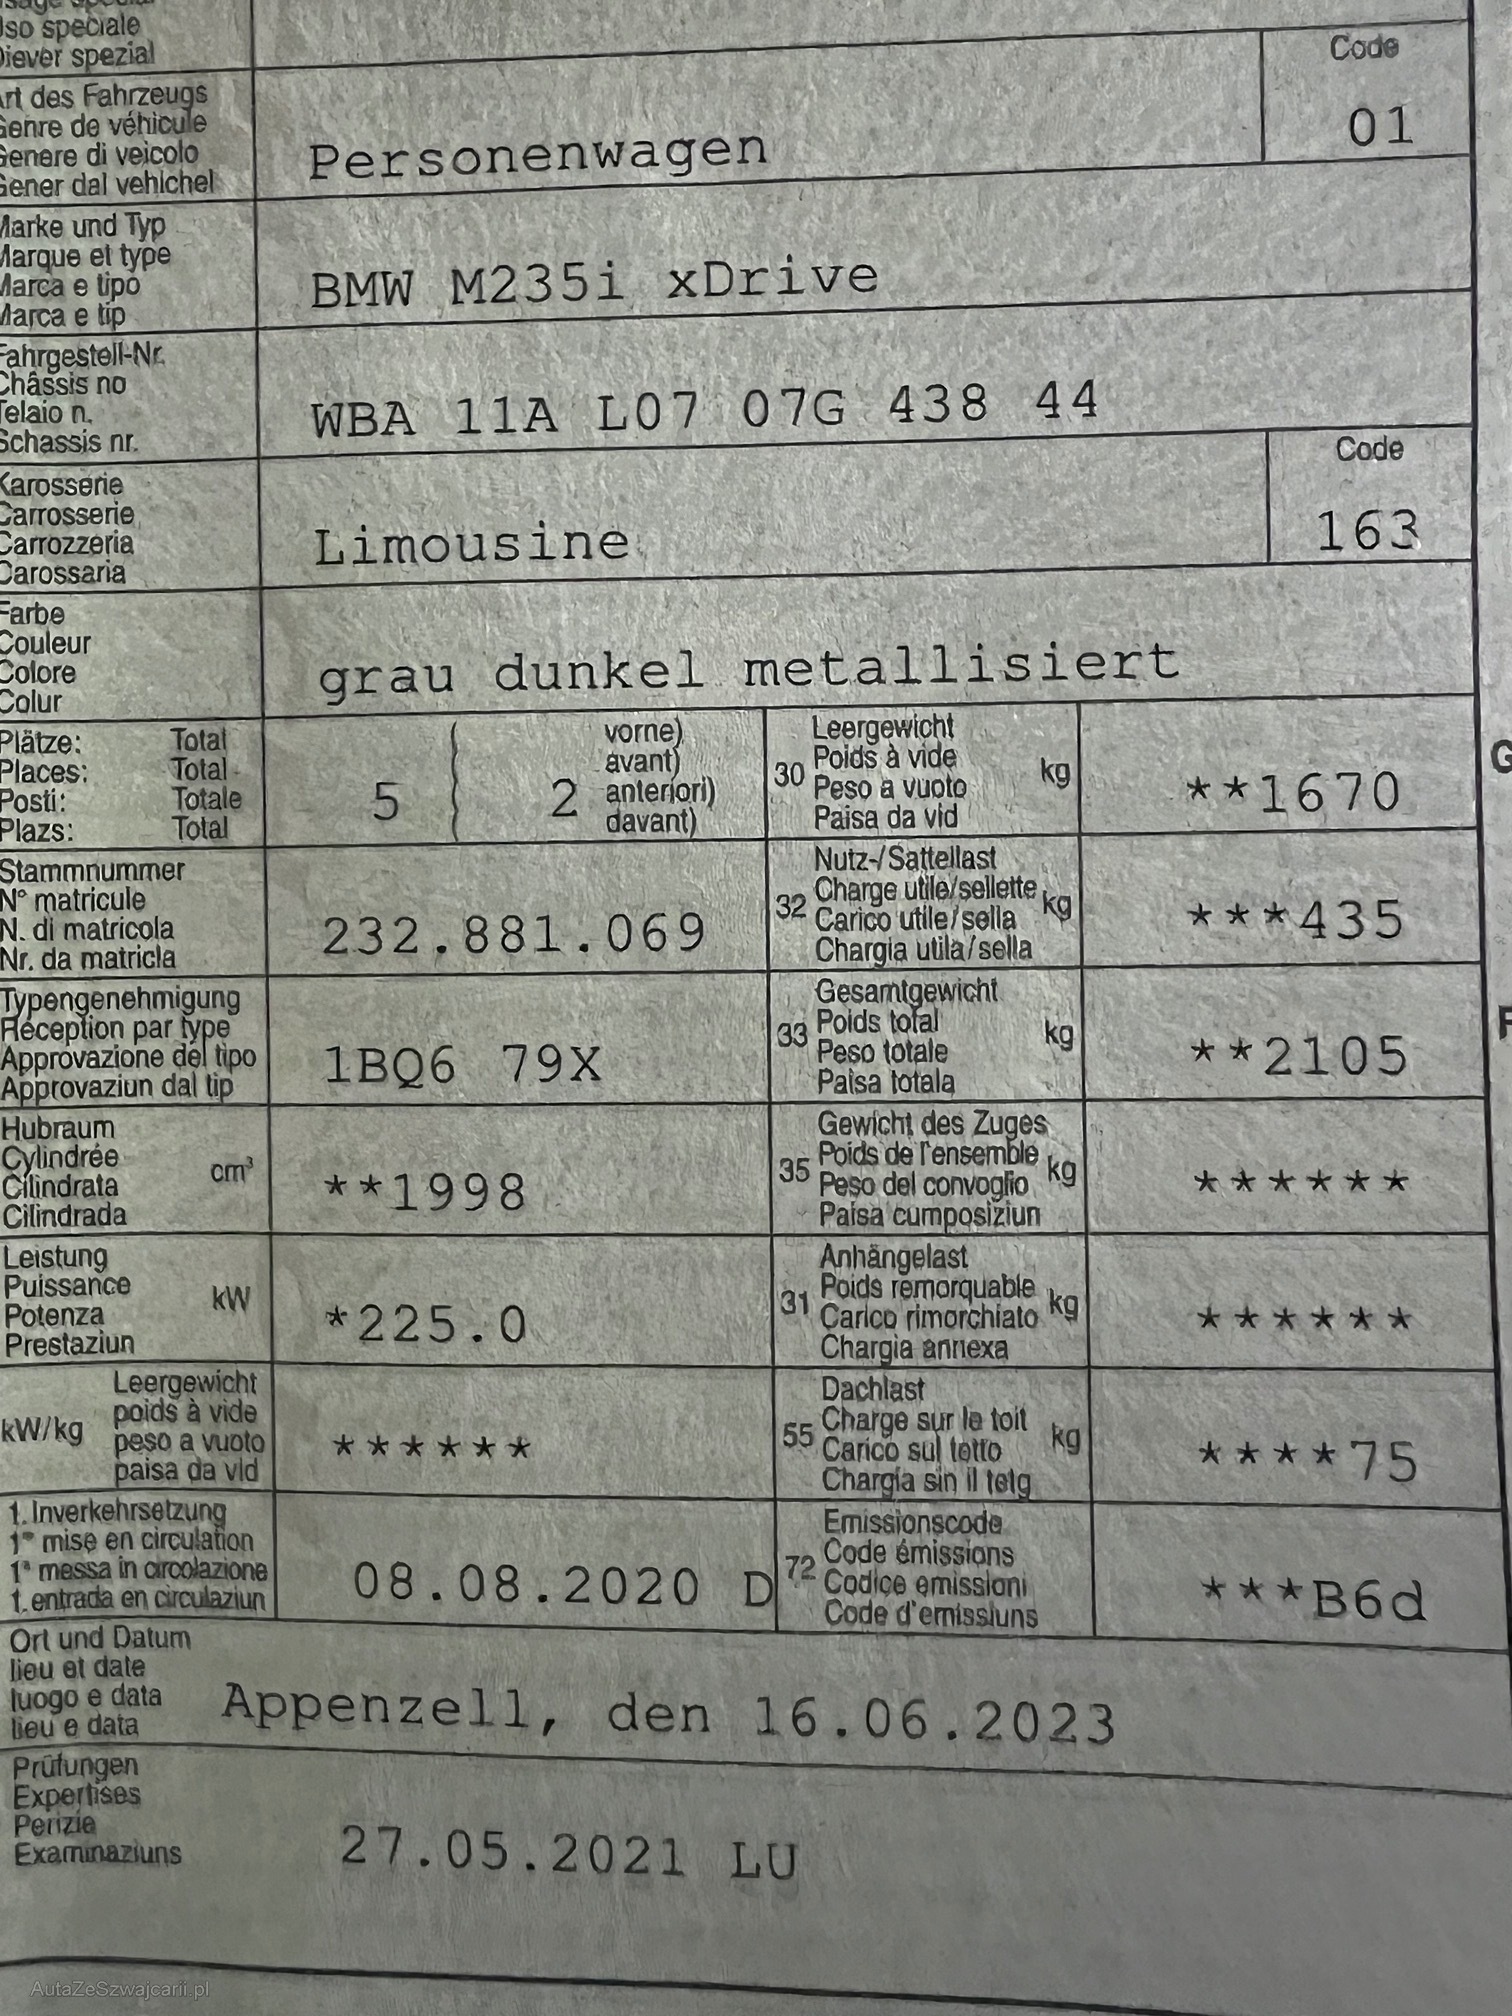 Uso speciale
Diever spezial
Code
Art des Fahrzeugs
Genre de véhicule
Genere di veicolo
Gener dal vehichel
Personenwagen
01
Marke und Typ
Marque et type
Marca e tipo
Marca e tip
BMW M235i xDrive
Fahrgestell-Nr.
Châssis no
Telaio n.
Schassis nr.
WBA 11A L07 07G 438 44
Karosserie
Carrosserie
Carrozzeria
Carossaria
Limousine
Code
163
Farbe
Couleur
Colore
Colur
grau dunkel metallisiert
Plätze: Total
Places: Total
Posti: Totale
Plazs: Total
5 ( 2
vorne)
avant)
anteriori)
davant)
30
Leergewicht
Poids à vide
Peso a vuoto
Paisa da vid
kg
**1670
Stammnummer
N° matricule
N. di matricola
Nr. da matricla
232.881.069
32
Nutz-/Sattellast
Charge utile/sellette
Carico utile/sella
Chargia utila/sella
kg
***435
Typengenehmigung
Réception par type
Approvazione del tipo
Approvaziun dal tip
1BQ6 79X
33
Gesamtgewicht
Poids total
Peso totale
Paisa totala
kg
**2105
Hubraum
Cylindrée
Cilindrata
Cilindrada
cm³
**1998
35
Gewicht des Zuges
Poids de l'ensemble
Peso del convoglio
Paisa cumposiziun
kg
******
Leistung
Puissance
Potenza
Prestaziun
kW
*225.0
31
Anhängelast
Poids remorquable
Carico rimorchiato
Chargia annexa
kg
******
kW/kg
Leergewicht
poids à vide
peso a vuoto
paisa da vid
******
55
Dachlast
Charge sur le toit
Carico sul tetto
Chargia sin il tetg
kg
****75
1. Inverkehrsetzung
1re mise en circulation
1a messa in circolazione
1. entrada en circulaziun
08.08.2020 D
72
Emissionscode
Code émissions
Codice emissioni
Code d'emissiuns
***B6d
Ort und Datum
lieu et date
luogo e data
lieu e data
Appenzell, den 16.06.2023
Prüfungen
Expertises
Perizie
Examinaziuns
27.05.2021 LU
AutaZeSzwajcarii.pl